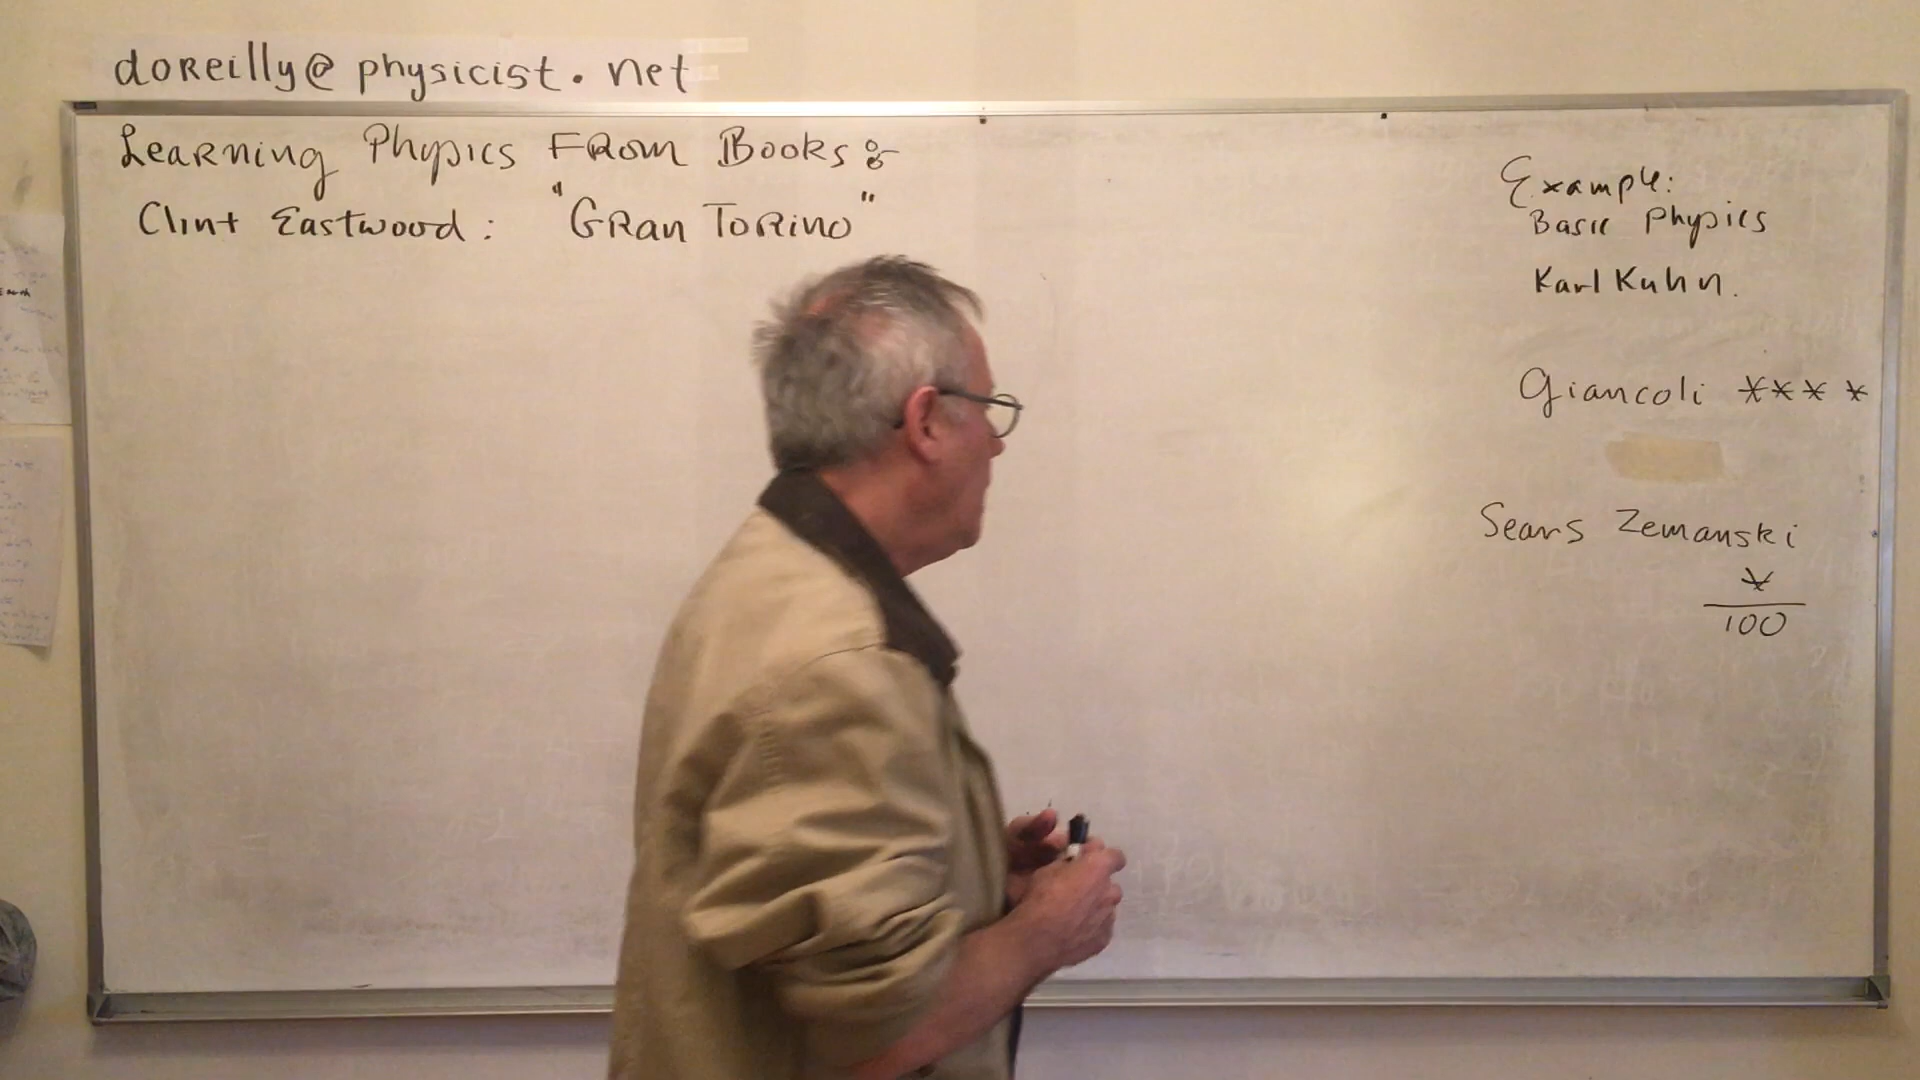 doReilly@physicist.net
Learning Physics From Books:-
Clint Eastwood: "Gran Torino"
Example:
Basic Physics
Karl Kuhn.
Giancoli ****
Sears Zemanski
*
100